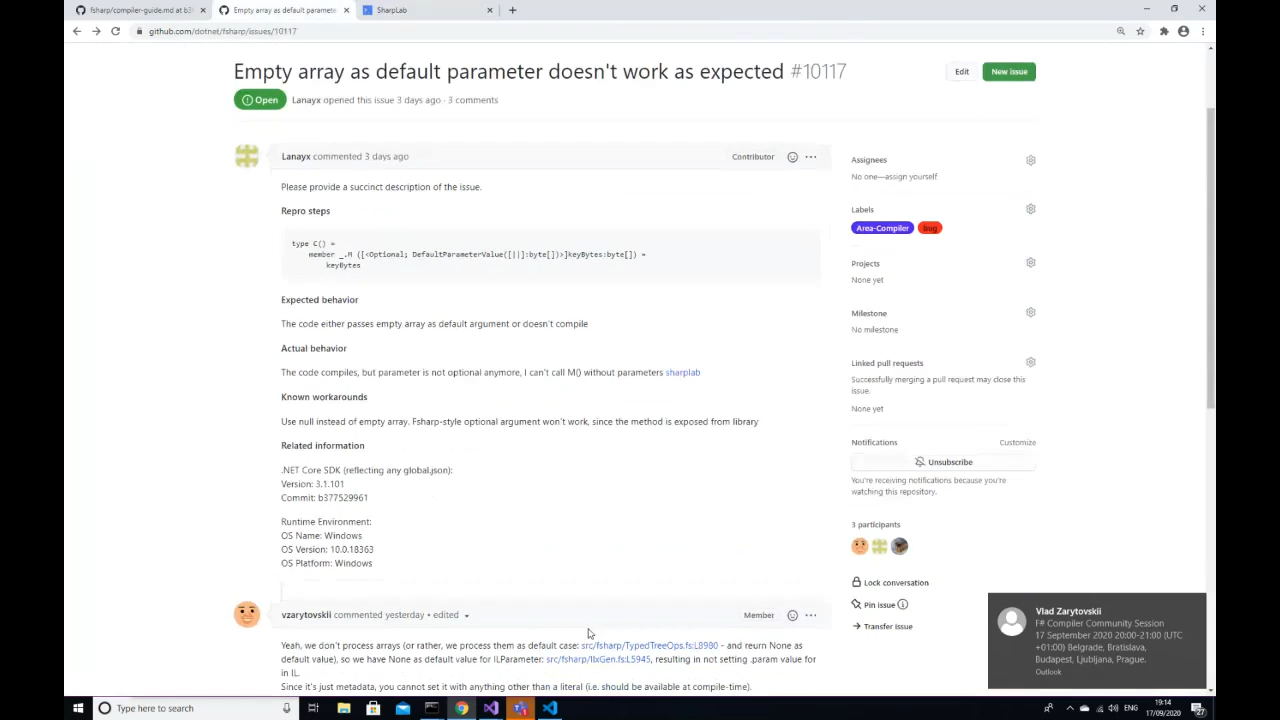 fsharp/compiler-guide.md at b3
Empty array as default paramete
SharpLab
github.com/dotnet/fsharp/issues/10117
Empty array as default parameter doesn't work as expected #10117
Edit
New issue
Open
Lanayx opened this issue 3 days ago · 3 comments
Lanayx commented 3 days ago
Contributor
Please provide a succinct description of the issue.
Repro steps
type C() =
member _.M ([<Optional; DefaultParameterValue([||]:byte[])>]keyBytes:byte[]) =
keyBytes
Expected behavior
The code either passes empty array as default argument or doesn't compile
Actual behavior
The code compiles, but parameter is not optional anymore, I can't call M() without parameters sharplab
Known workarounds
Use null instead of empty array. Fsharp-style optional argument won't work, since the method is exposed from library
Related information
.NET Core SDK (reflecting any global.json):
Version: 3.1.101
Commit: b377529961
Runtime Environment:
OS Name: Windows
OS Version: 10.0.18363
OS Platform: Windows
vzarytovskii commented yesterday • edited
Member
Yeah, we don't process arrays (or rather, we process them as default case: src/fsharp/TypedTreeOps.fs:L8980 - and reurn None as
default value), so we have None as default value for ILParameter: src/fsharp/IlxGen.fs:L5945, resulting in not setting .param value for
in IL.
Since it's just metadata, you cannot set it with anything other than a literal (i.e. should be available at compile-time).
Assignees
No one—assign yourself
Labels
Area-Compiler
bug
Projects
None yet
Milestone
No milestone
Linked pull requests
Successfully merging a pull request may close this
issue.
None yet
Notifications
Customize
Unsubscribe
You're receiving notifications because you're
watching this repository.
3 participants
Lock conversation
Pin issue
Transfer issue
Vlad Zarytovskii
F# Compiler Community Session
17 September 2020 20:00-21:00 (UTC
+01:00) Belgrade, Bratislava,
Budapest, Ljubljana, Prague.
Outlook
Type here to search
ENG
19:14
17/09/2020
27